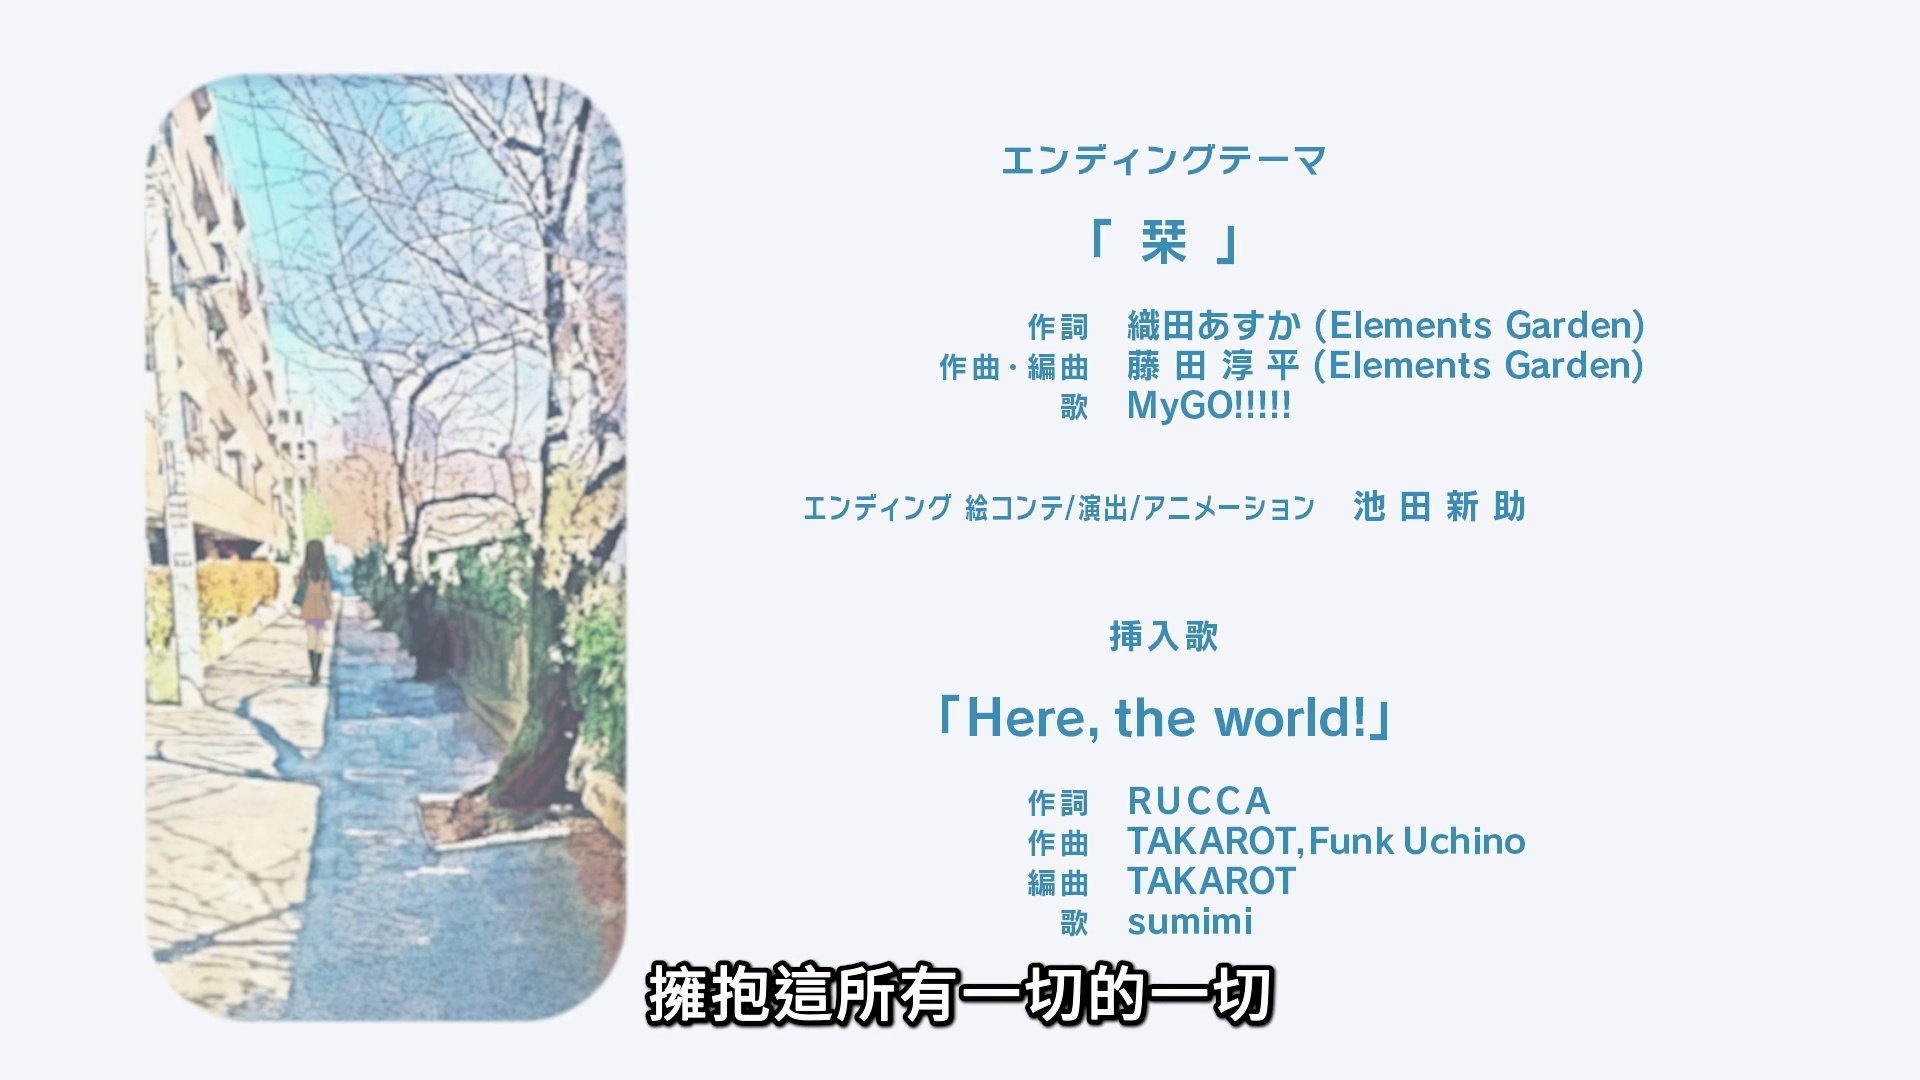 エンディングテーマ
「 栞 」
作詞 織田あすか (Elements Garden)
作曲・編曲 藤田淳平 (Elements Garden)
歌 MyGO!!!!!
エンディング 絵コンテ/演出/アニメーション 池田新助
挿入歌
「Here, the world!」
作詞 RUCCA
作曲 TAKAROT,Funk Uchino
編曲 TAKAROT
歌 sumimi
擁抱這所有一切的一切